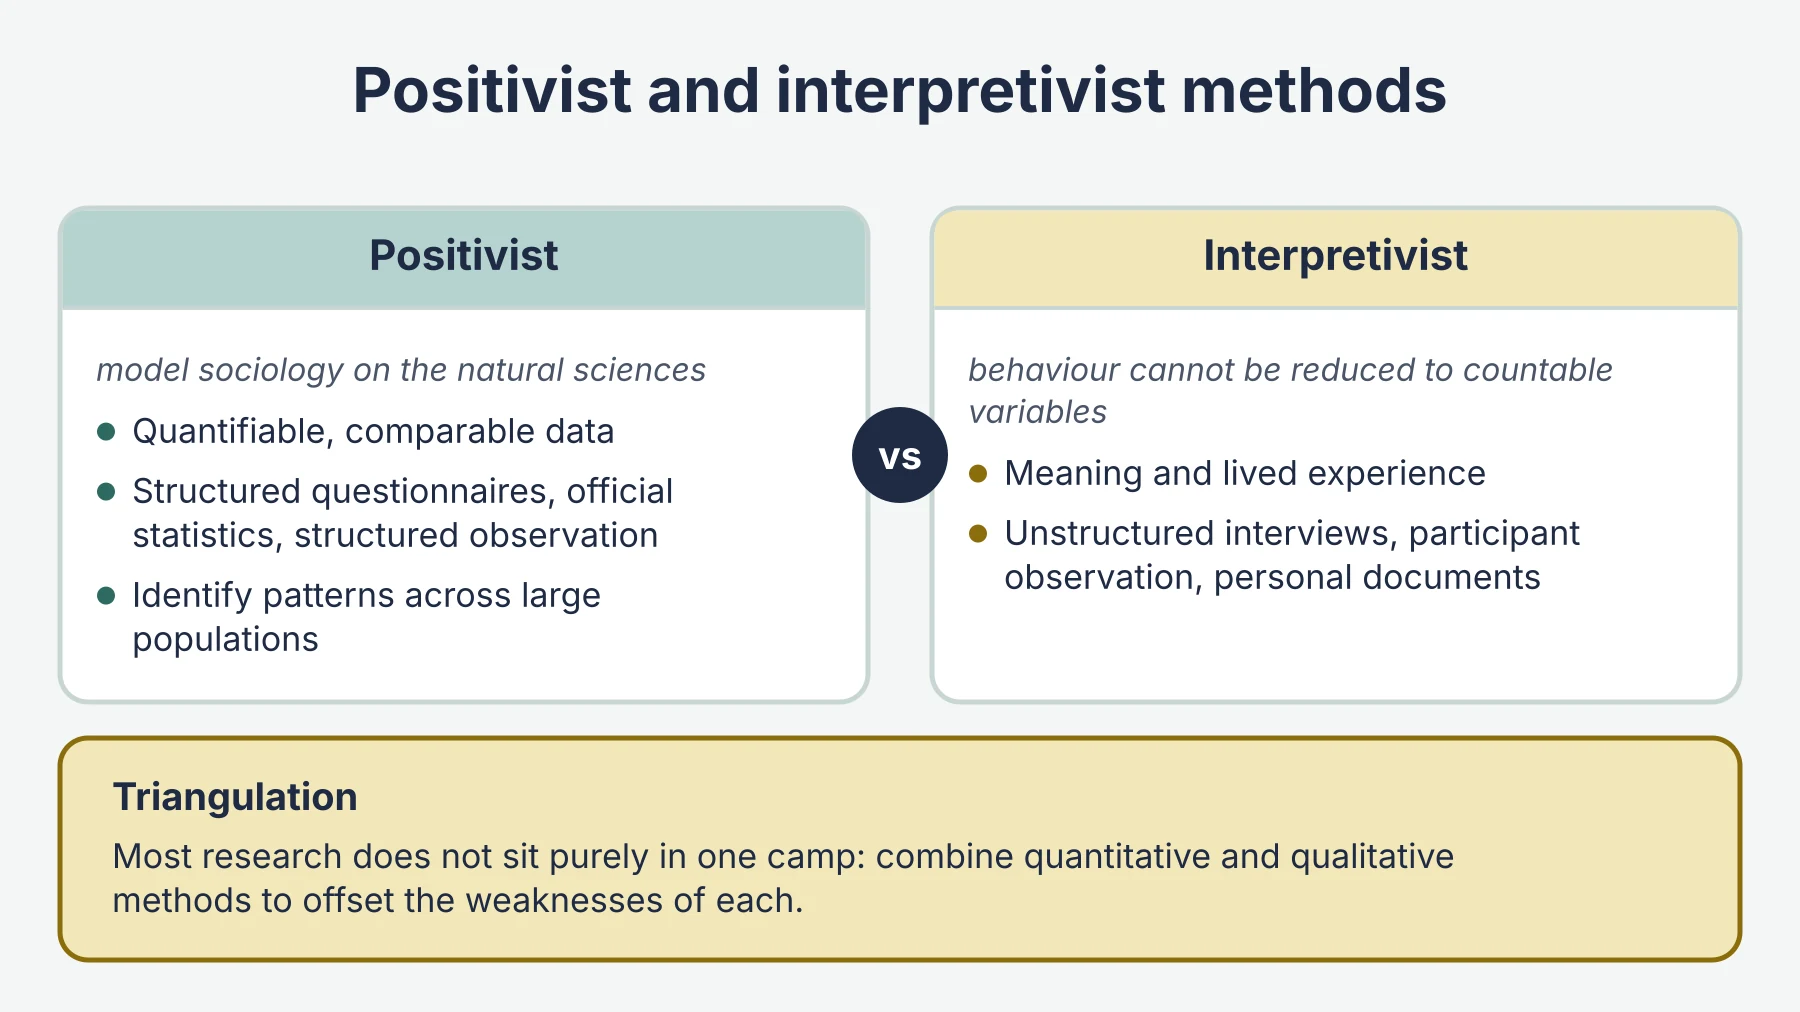 Positivist and interpretivist methods
Positivist
model sociology on the natural sciences
Quantifiable, comparable data
Structured questionnaires, official
statistics, structured observation
Identify patterns across large
populations
vs
Interpretivist
behaviour cannot be reduced to countable
variables
Meaning and lived experience
Unstructured interviews, participant
observation, personal documents
Triangulation
Most research does not sit purely in one camp: combine quantitative and qualitative
methods to offset the weaknesses of each.